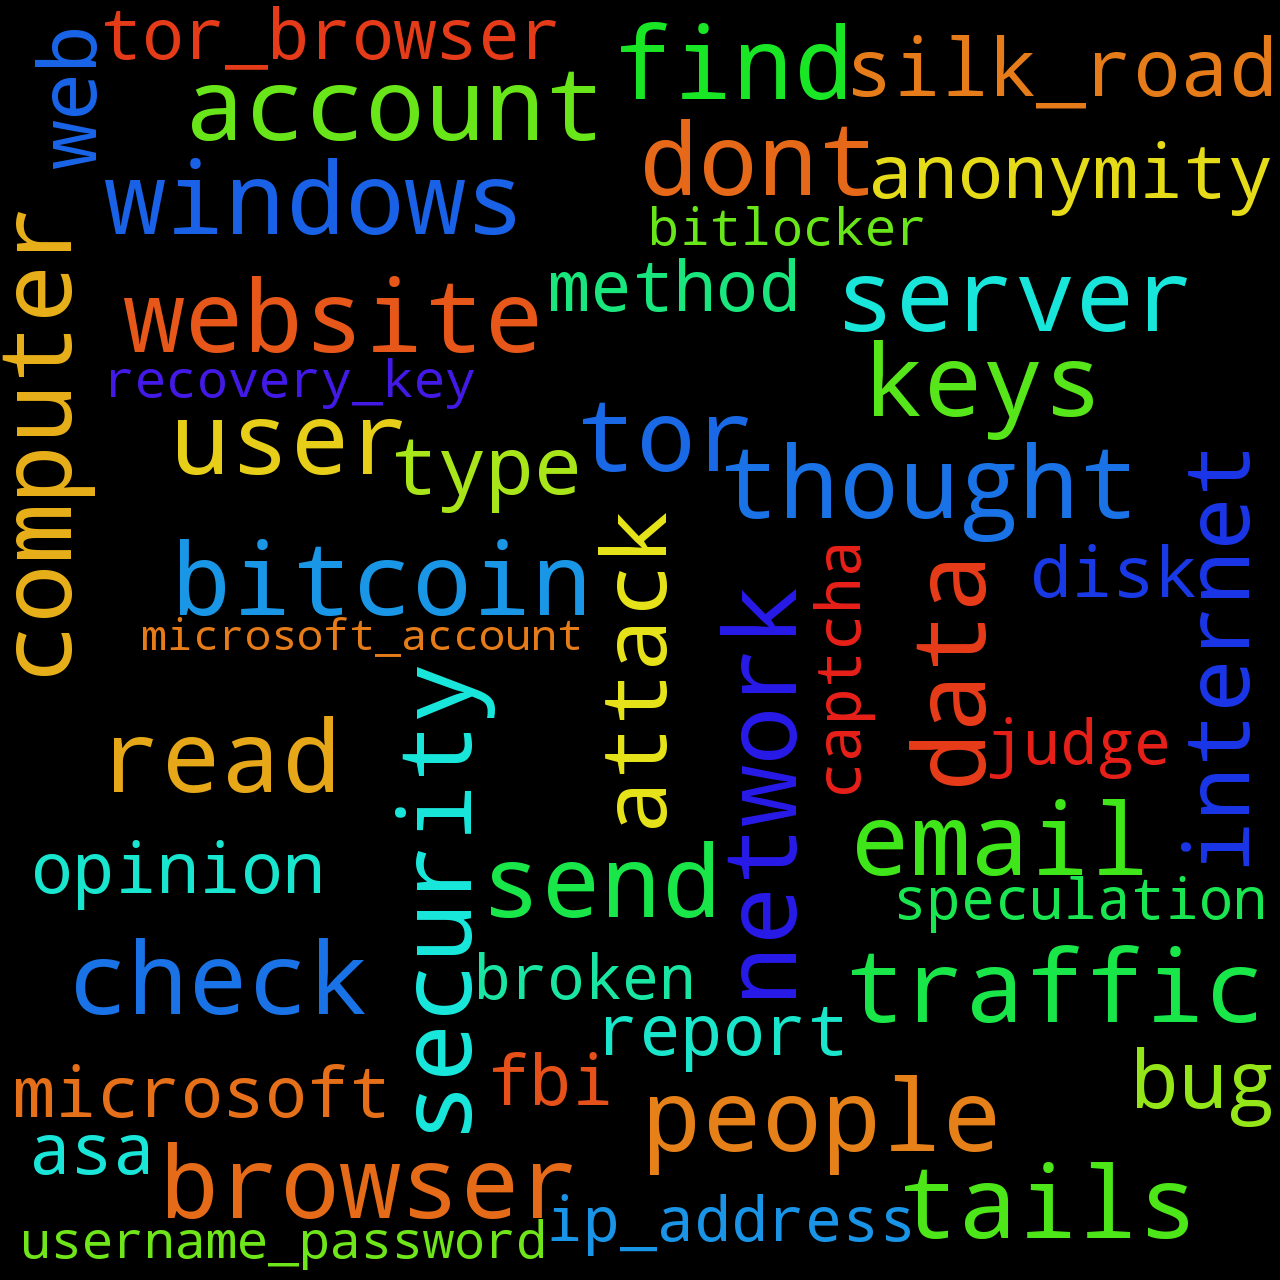 web
tor_browser
find
silk_road
account
dont
anonymity
windows
bitlocker
computer
website
method
server
recovery_key
keys
user
type
tor
thought
internet
bitcoin
attack
captcha
data
disk
microsoft_account
network
security
read
judge
email
opinion
send
speculation
check
broken
traffic
report
microsoft
fbi
people
bug
asa
browser
ip_address
tails
username_password